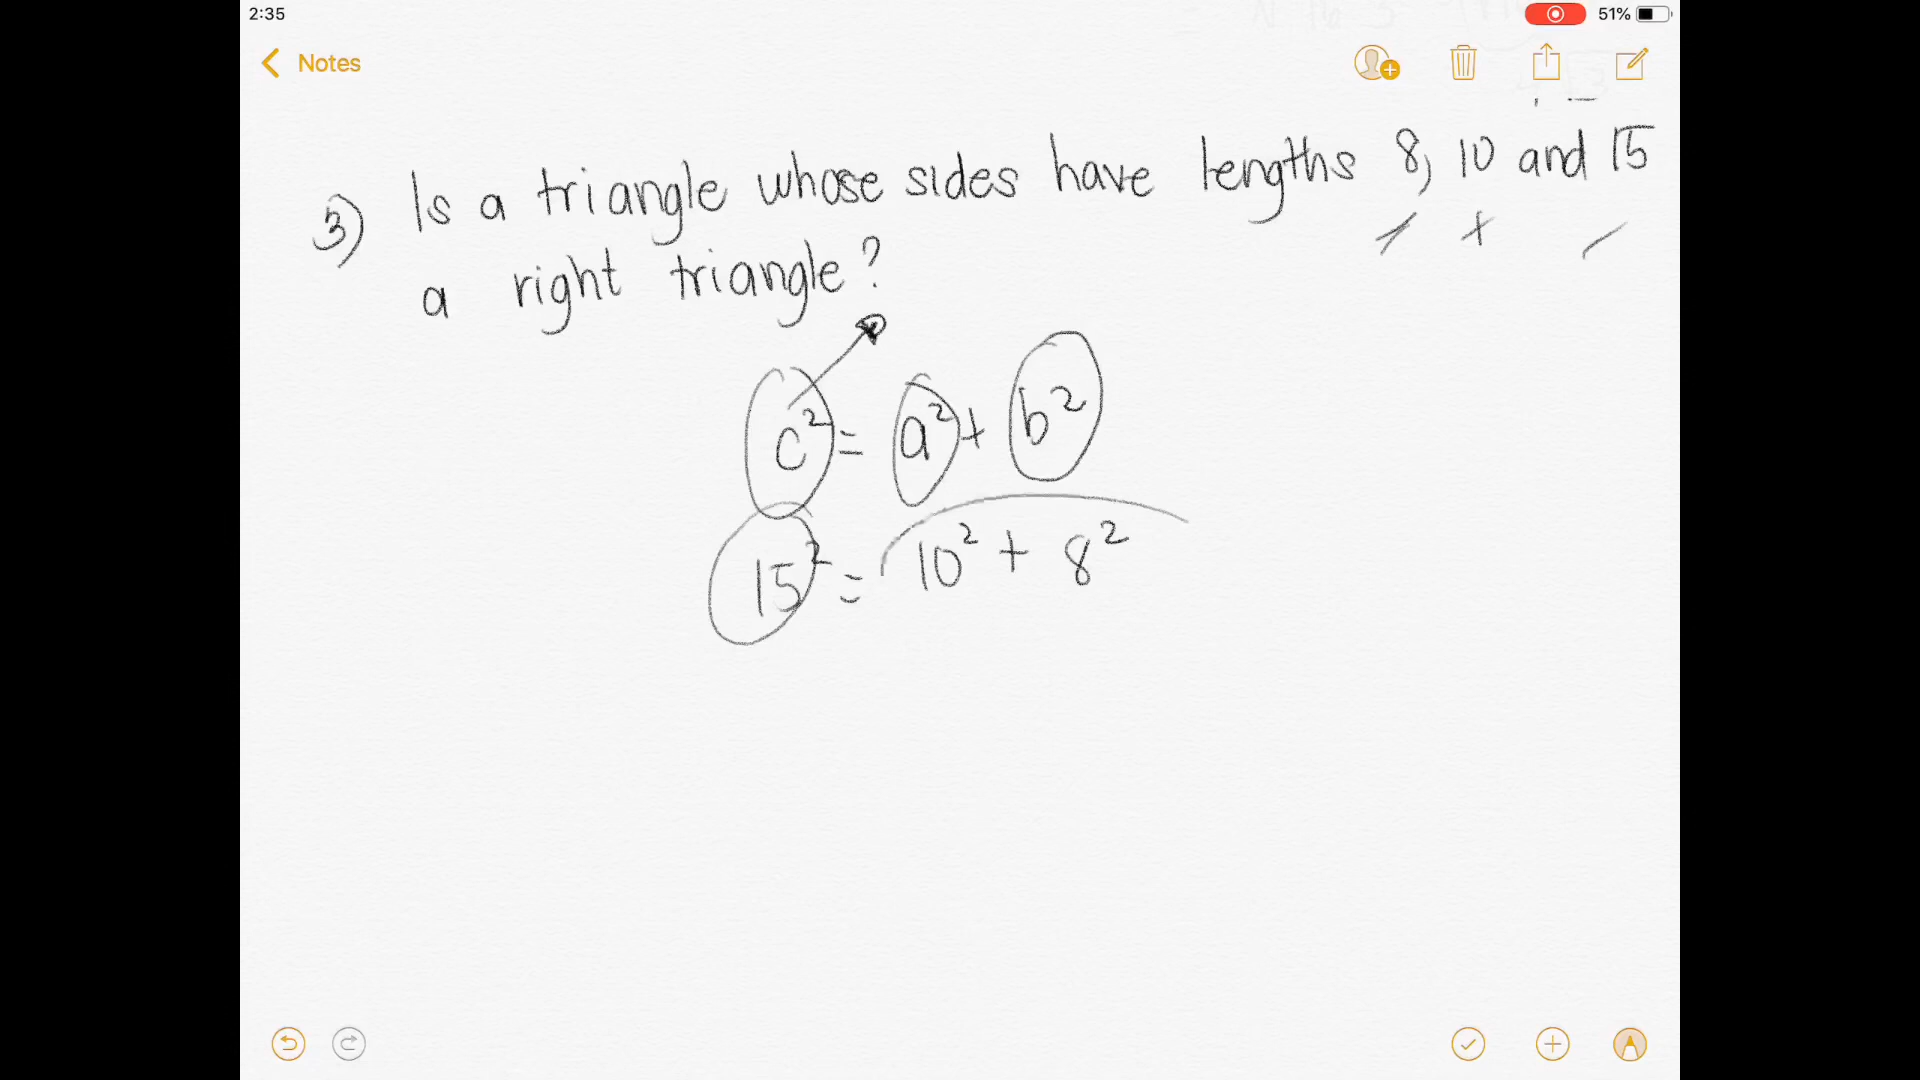 2:35
51%
Notes
3) Is a triangle whose sides have lengths 8, 10 and 15
a right triangle?
c² = a² + b²
15² = 10² + 8²